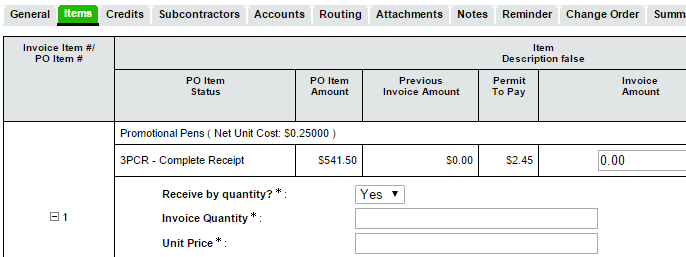 General Items Credits Subcontractors Accounts Routing Attachments Notes Reminder Change Order Summ
Invoice Item #/
PO Item #
Item
Description false
PO Item
Status
PO Item
Amount
Previous
Invoice Amount
Permit
To Pay
Invoice
Amount
Promotional Pens ( Net Unit Cost: $0.25000 )
3PCR - Complete Receipt $541.50 $0.00 $2.45 0.00
Receive by quantity? * : Yes
1
Invoice Quantity * :
Unit Price * :